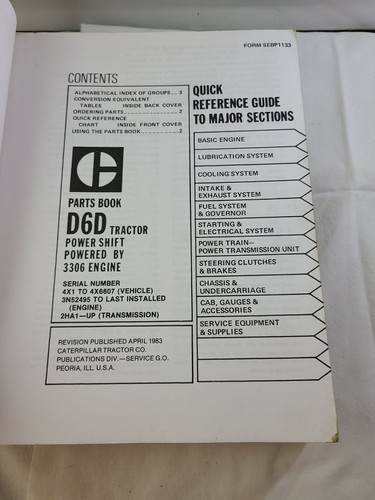 FORM SEBP1133
CONTENTS
ALPHABETICAL INDEX OF GROUPS... 3
CONVERSION EQUIVALENT
TABLES INSIDE BACK COVER
ORDERING PARTS................2
QUICK REFERENCE
CHART INSIDE FRONT COVER
USING THE PARTS BOOK............2
PARTS BOOK
D6D TRACTOR
POWER SHIFT
POWERED BY
3306 ENGINE
SERIAL NUMBER
4X1 TO 4X6607 (VEHICLE)
3N52495 TO LAST INSTALLED
(ENGINE)
2HA1—UP (TRANSMISSION)
REVISION PUBLISHED APRIL 1983
CATERPILLAR TRACTOR CO.
PUBLICATIONS DIV.—SERVICE G.O.
PEORIA, ILL. U.S.A.
QUICK
REFERENCE GUIDE
TO MAJOR SECTIONS
BASIC ENGINE
LUBRICATION SYSTEM
COOLING SYSTEM
INTAKE &
EXHAUST SYSTEM
FUEL SYSTEM
& GOVERNOR
STARTING &
ELECTRICAL SYSTEM
POWER TRAIN—
POWER TRANSMISSION UNIT
STEERING CLUTCHES
& BRAKES
CHASSIS &
UNDERCARRIAGE
CAB, GAUGES &
ACCESSORIES
SERVICE EQUIPMENT
& SUPPLIES